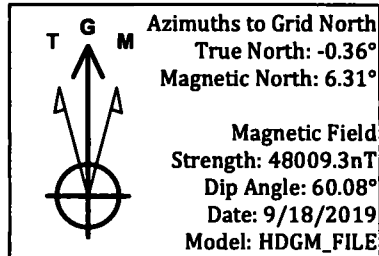 T G M
Azimuths to Grid North
True North: -0.36°
Magnetic North: 6.31°
Magnetic Field
Strength: 48009.3nT
Dip Angle: 60.08°
Date: 9/18/2019
Model: HDGM_FILE